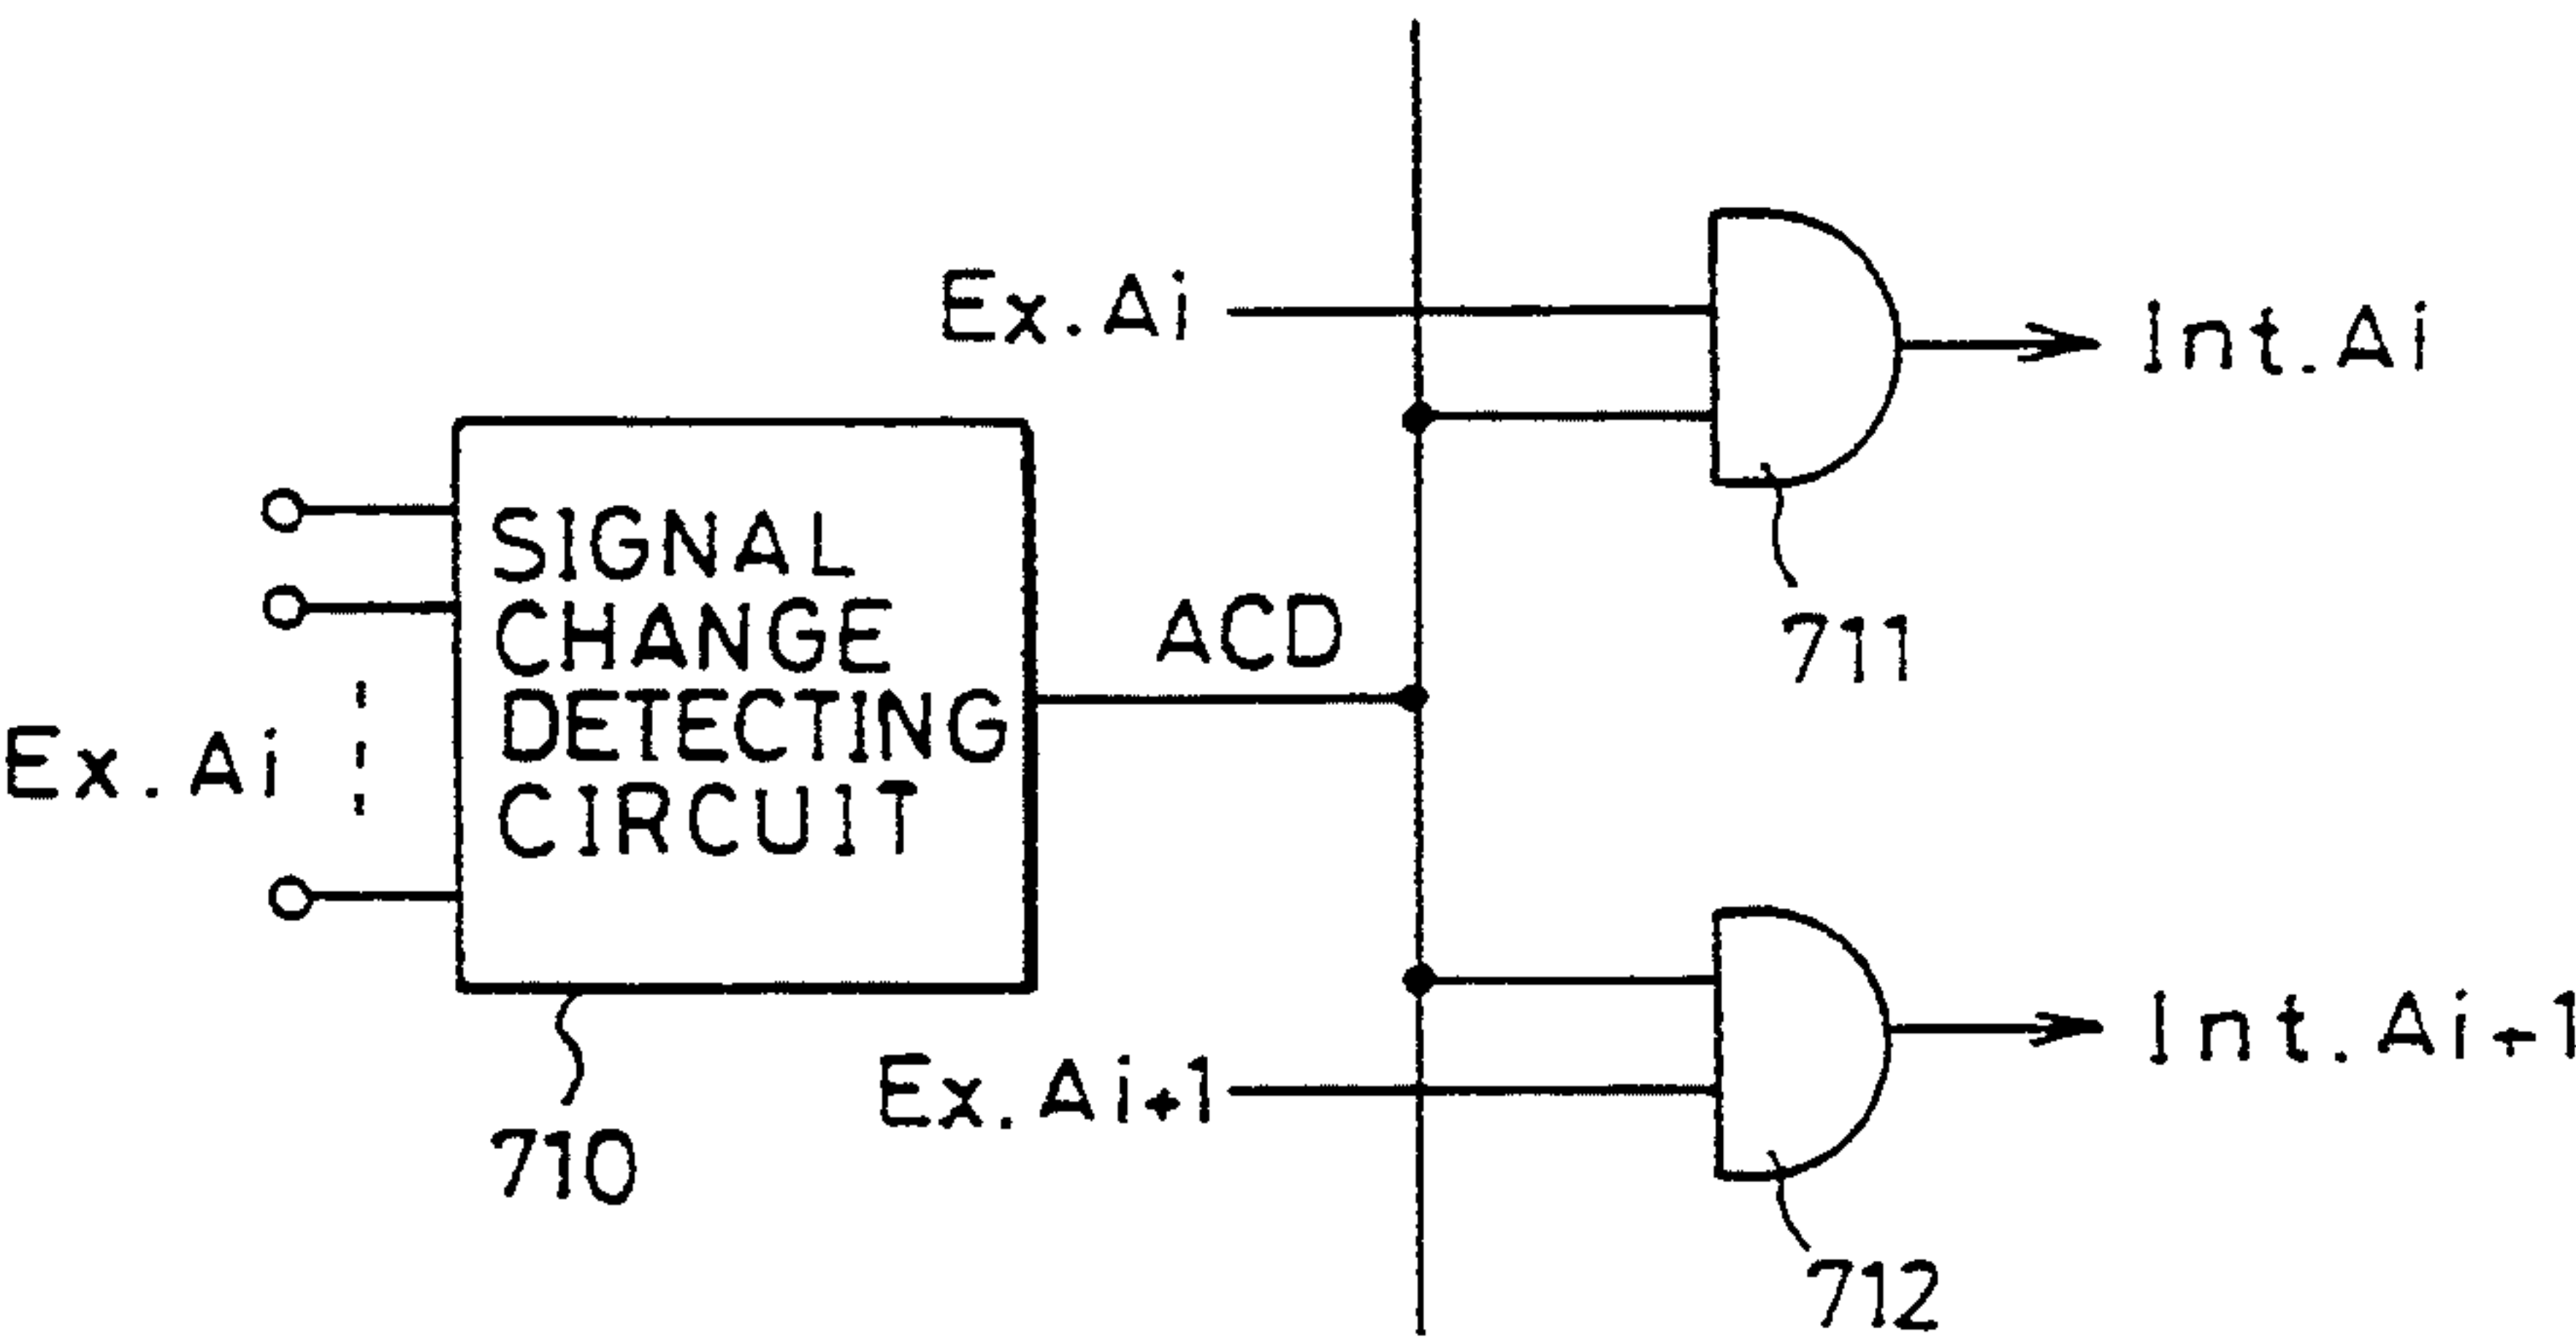 Ex.Ai
Int.Ai
711
SIGNAL
CHANGE
DETECTING
CIRCUIT
ACD
Ex.Ai
710
Ex.Ai+1
Int.Ai+1
712